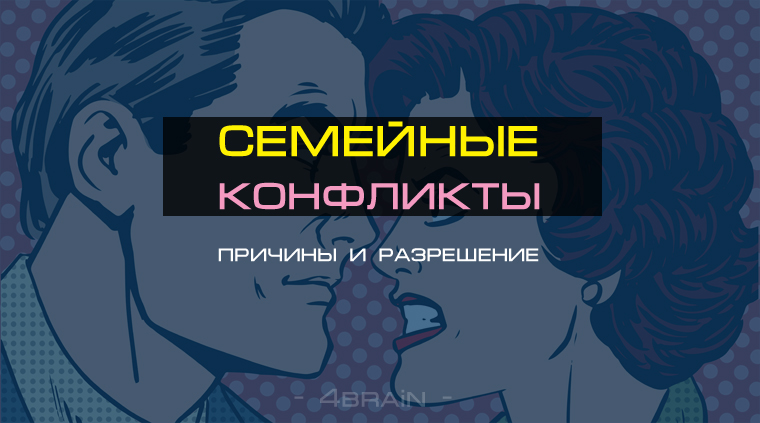 СЕМЕЙНЫЕ
КОНФЛИКТЫ
ПРИЧИНЫ И РАЗРЕШЕНИЕ
- 4BRAiN -